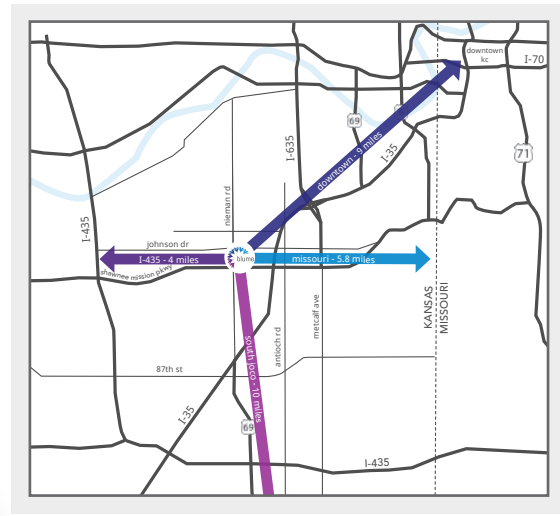 downtown
kc
I-70
69
71
I-635
I-35
downtown - 9 miles
nieman rd
I-435
johnson dr
I-435 - 4 miles
blume
missouri - 5.8 miles
shawnee mission pkwy
KANSAS
MISSOURI
metcalf ave
antioch rd
south joco - 10 miles
87th st
I-35
69
I-435